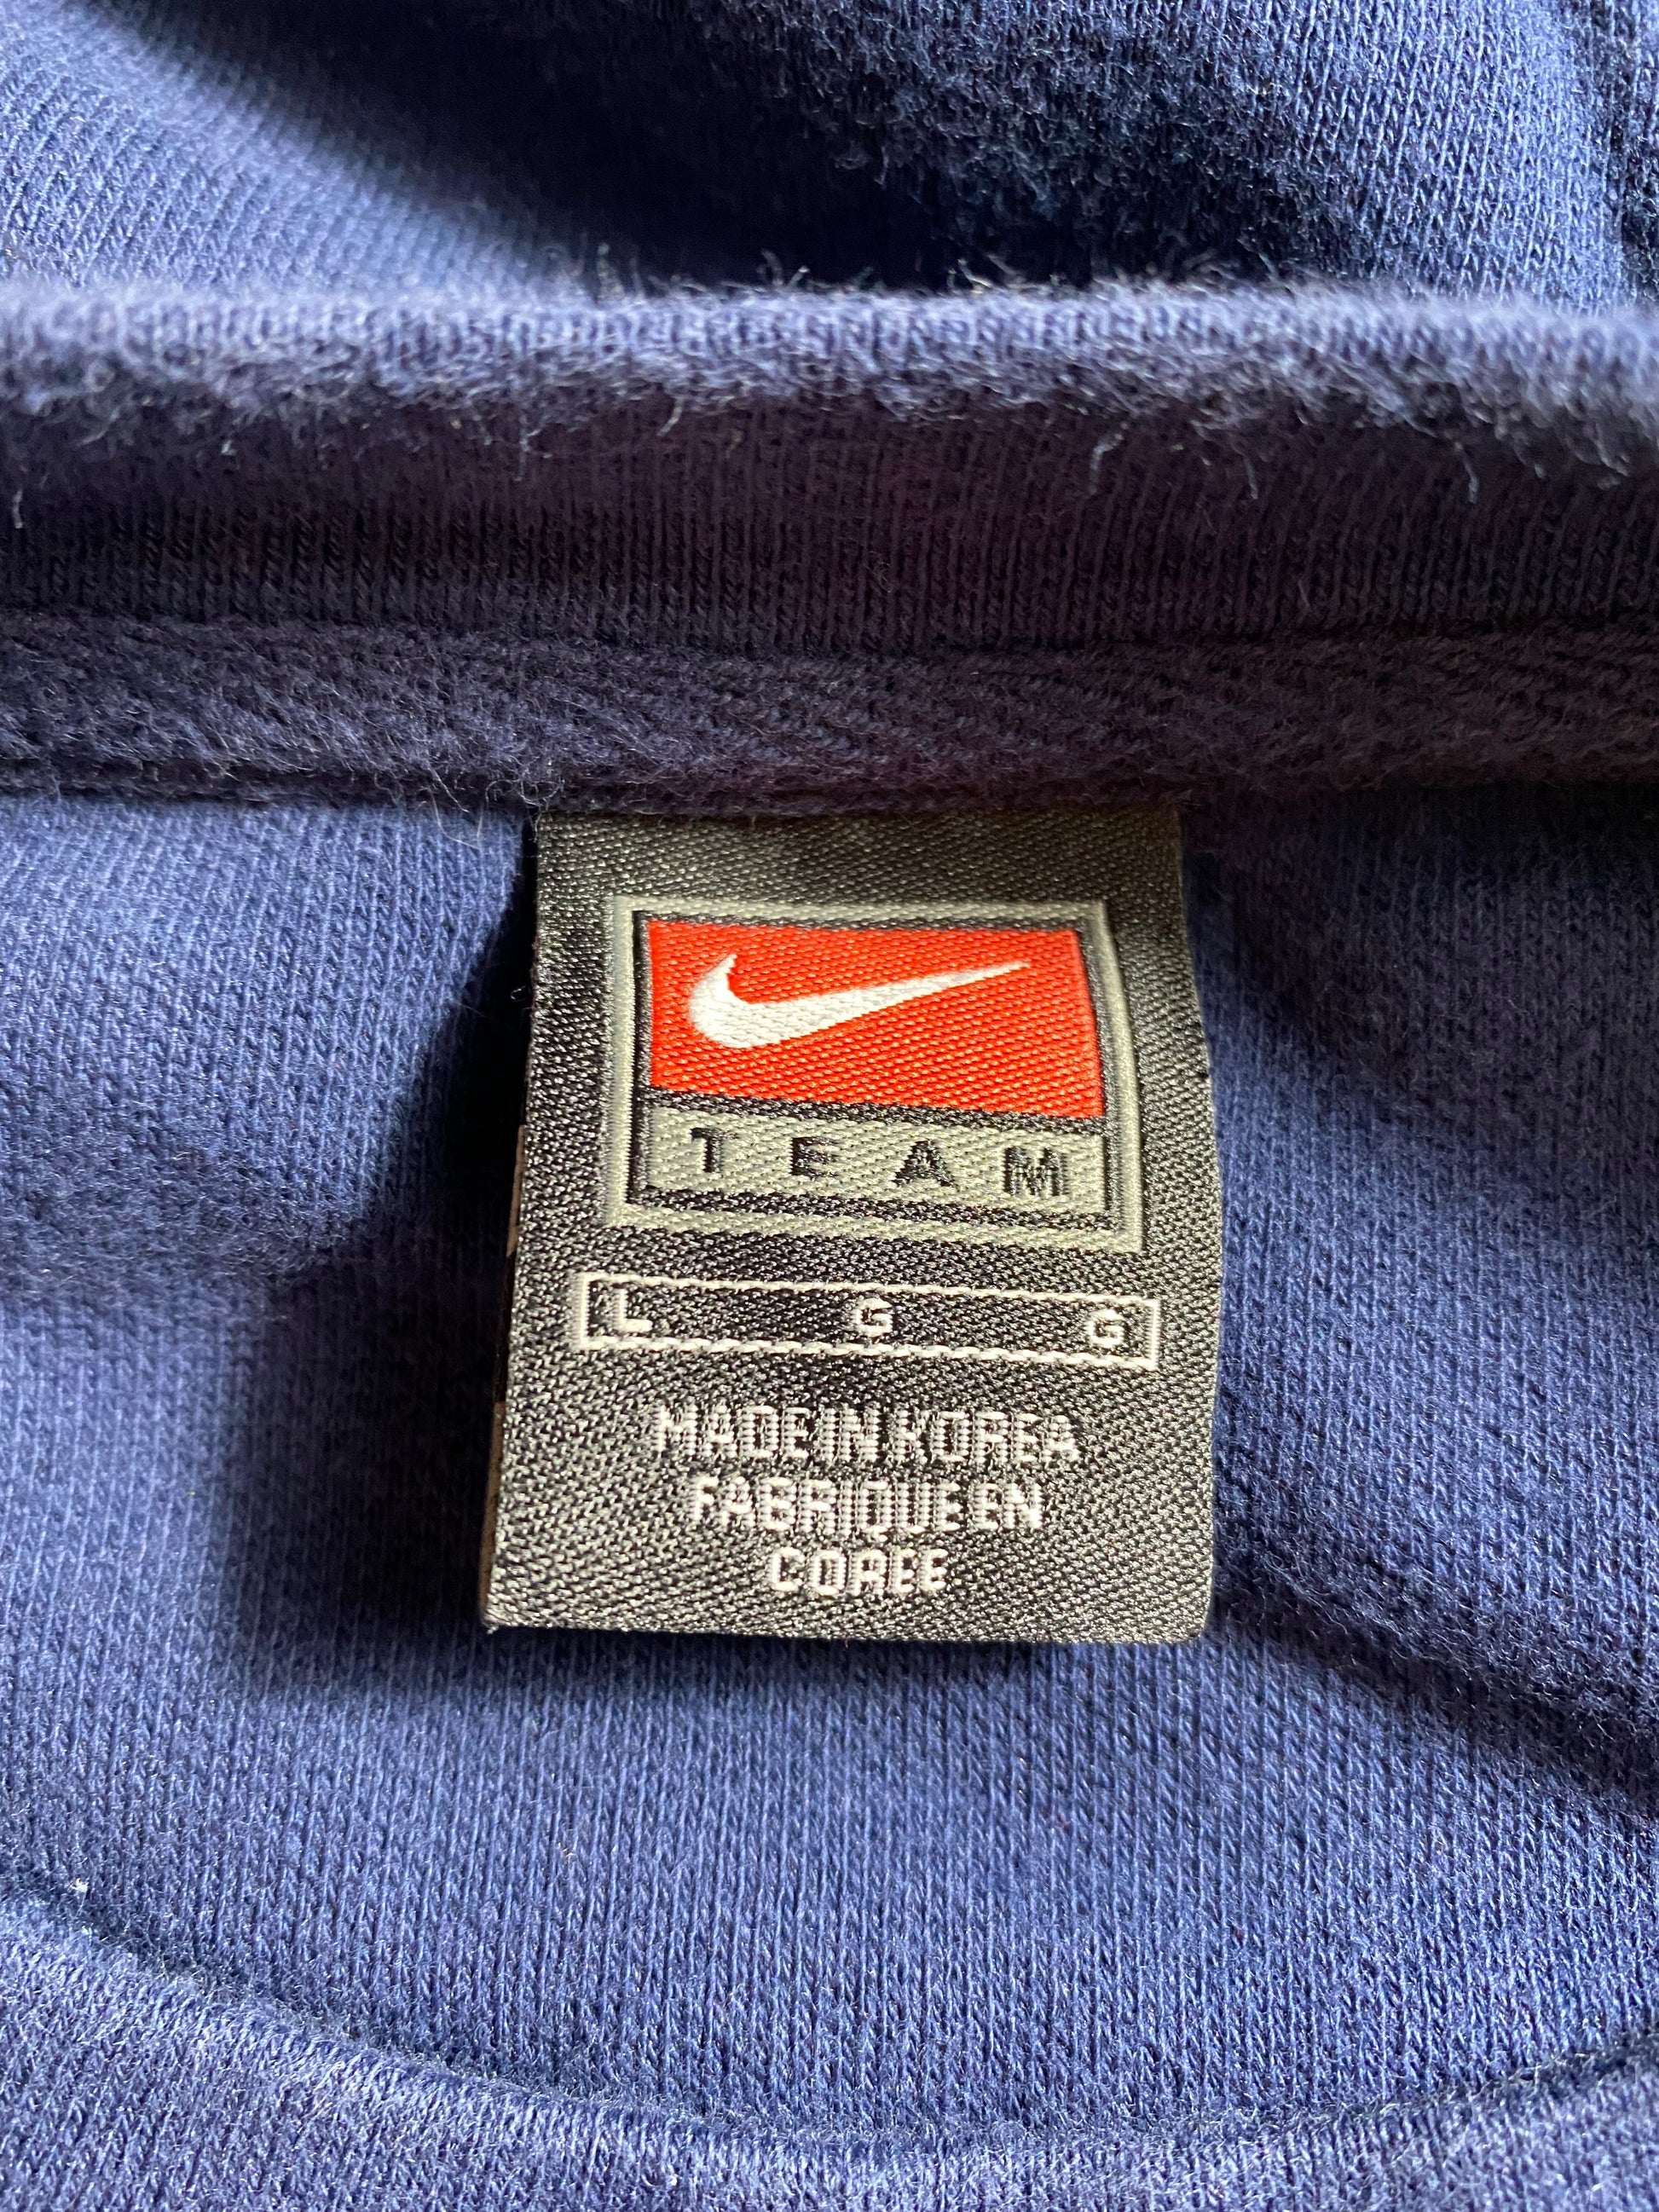 TEAM
L G G
MADE IN KOREA
FABRIQUE EN
COREE